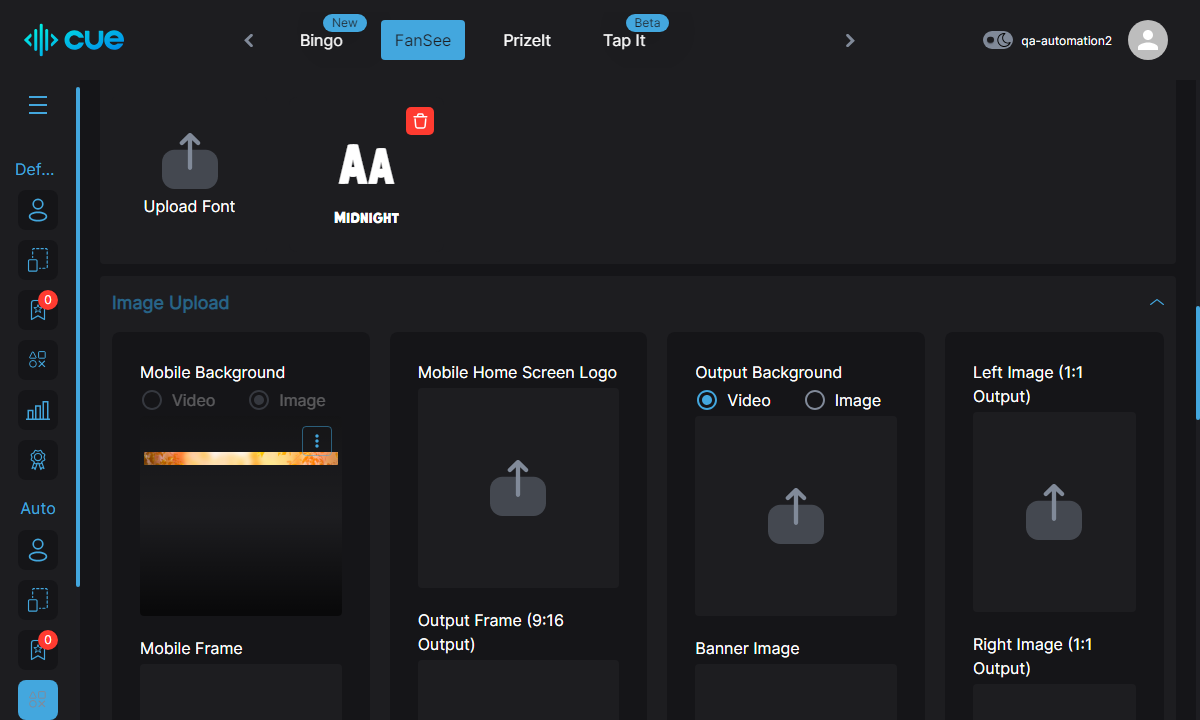 cue
Bingo
New
FanSee
PrizeIt
Tap It
Beta
qa-automation2
Def...
0
Auto
0
Upload Font
AA
Midnight
Image Upload
Mobile Background
Video
Image
Mobile Frame
Mobile Home Screen Logo
Output Frame (9:16
Output)
Output Background
Video
Image
Banner Image
Left Image (1:1
Output)
Right Image (1:1
Output)